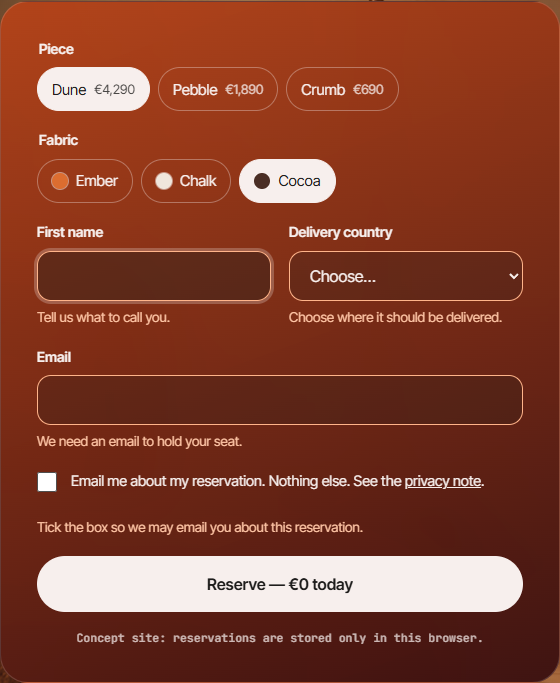 Piece
Dune €4,290 Pebble €1,890 Crumb €690
Fabric
Ember Chalk Cocoa
First name Delivery country
Choose...
Tell us what to call you. Choose where it should be delivered.
Email
We need an email to hold your seat.
Email me about my reservation. Nothing else. See the privacy note.
Tick the box so we may email you about this reservation.
Reserve — €0 today
Concept site: reservations are stored only in this browser.